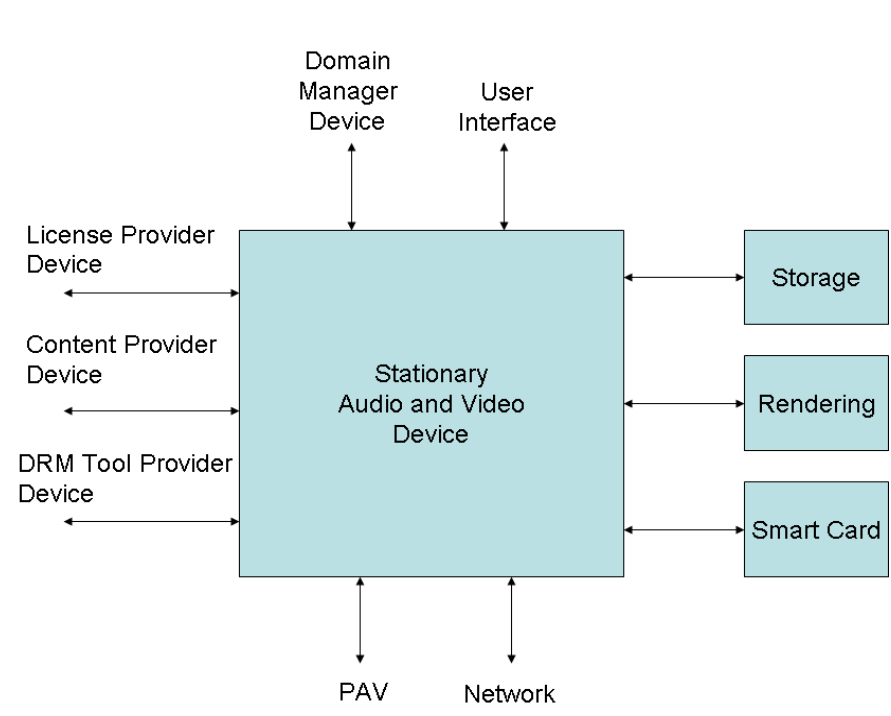 Domain
Manager
Device
User
Interface
License Provider
Device
Content Provider
Device
DRM Tool Provider
Device
Stationary
Audio and Video
Device
Storage
Rendering
Smart Card
PAV
Network